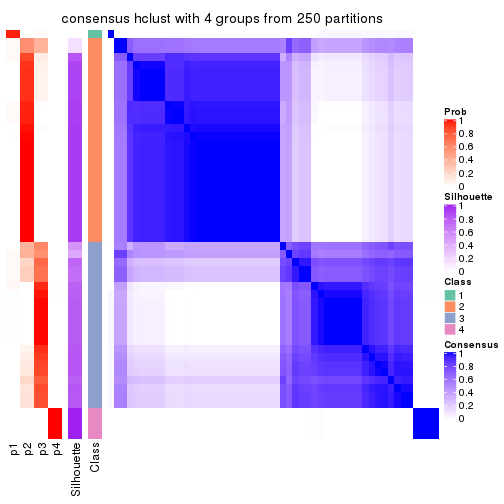 consensus hclust with 4 groups from 250 partitions
Prob
1
0.8
0.6
0.4
0.2
0
Silhouette
1
0.8
0.6
0.4
0.2
0
Class
1
2
3
4
Consensus
1
0.8
0.6
0.4
0.2
0
p1
p2
p3
p4
Silhouette
Class